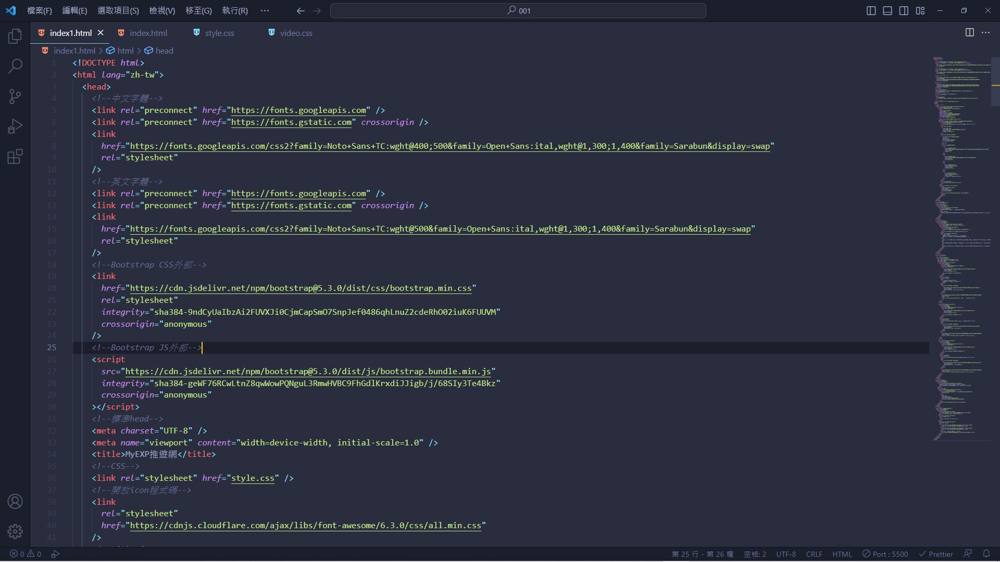 檔案(F) 編輯(E) 選取項目(S) 檢視(V) 移至(G) 執行(R) ··· 001
index1.html index.html style.css video.css
index1.html > html > head
1 <!DOCTYPE html>
2 <html lang="zh-tw">
3 <head>
4 <!--中文字體-->
5 <link rel="preconnect" href="https://fonts.googleapis.com" />
6 <link rel="preconnect" href="https://fonts.gstatic.com" crossorigin />
7 <link
8 href="https://fonts.googleapis.com/css2?family=Noto+Sans+TC:wght@400;500&family=Open+Sans:ital,wght@1,300;1,400&family=Sarabun&display=swap"
9 rel="stylesheet"
10 />
11 <!--英文字體-->
12 <link rel="preconnect" href="https://fonts.googleapis.com" />
13 <link rel="preconnect" href="https://fonts.gstatic.com" crossorigin />
14 <link
15 href="https://fonts.googleapis.com/css2?family=Noto+Sans+TC:wght@500&family=Open+Sans:ital,wght@1,300;1,400&family=Sarabun&display=swap"
16 rel="stylesheet"
17 />
18 <!--Bootstrap CSS外部-->
19 <link
20 href="https://cdn.jsdelivr.net/npm/bootstrap@5.3.0/dist/css/bootstrap.min.css"
21 rel="stylesheet"
22 integrity="sha384-9ndCyUaIbzAi2FUVXJi0CjmCapSmO7SnpJef0486qhLnuZ2cdeRhO02iuK6FUUVM"
23 crossorigin="anonymous"
24 />
25 <!--Bootstrap JS外部-->
26 <script
27 src="https://cdn.jsdelivr.net/npm/bootstrap@5.3.0/dist/js/bootstrap.bundle.min.js"
28 integrity="sha384-geWF76RCwLtnZ8qwWowPQNguL3RmwHVBC9FhGdlKrxdiJJigb/j/68SIy3Te4Bkz"
29 crossorigin="anonymous"
30 ></script>
31 <!--標準head-->
32 <meta charset="UTF-8" />
33 <meta name="viewport" content="width=device-width, initial-scale=1.0" />
34 <title>MyEXP推遊網</title>
35 <!--CSS-->
36 <link rel="stylesheet" href="style.css" />
37 <!--開放icon程式碼-->
38 <link
39 rel="stylesheet"
40 href="https://cdnjs.cloudflare.com/ajax/libs/font-awesome/6.3.0/css/all.min.css"
41 />
0 0 第 25 行，第 26 欄 空格: 2 UTF-8 CRLF HTML Port : 5500 Prettier